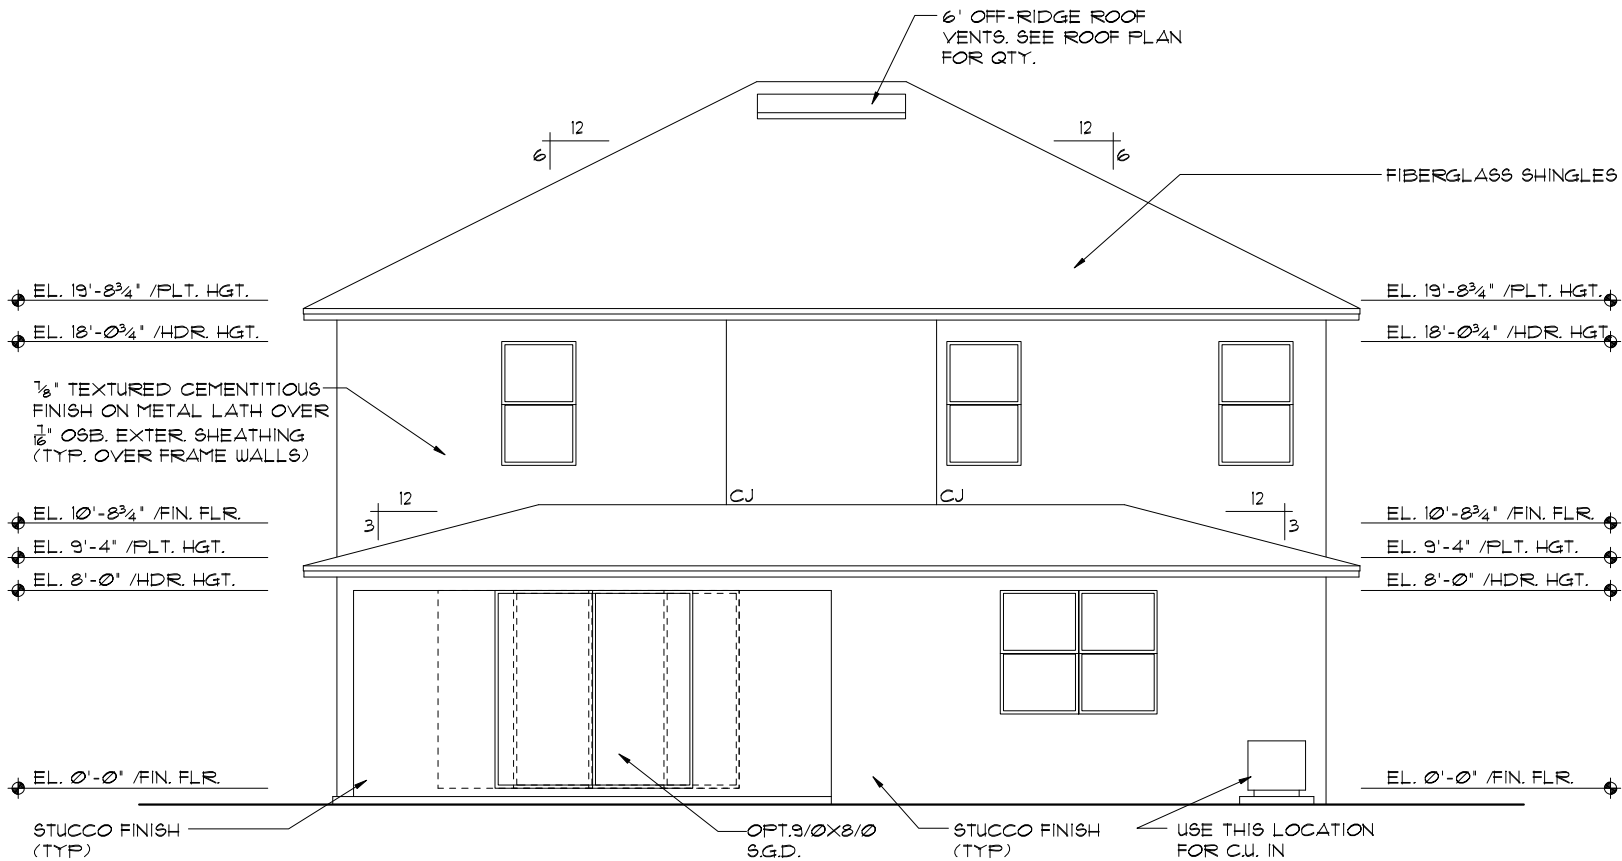 6' OFF-RIDGE ROOF
VENTS. SEE ROOF PLAN
FOR QTY.
12
6
12
6
FIBERGLASS SHINGLES
EL. 19'-8¾" /PLT. HGT.
EL. 19'-8¾" /PLT. HGT.
EL. 18'-0¾" /HDR. HGT.
EL. 18'-0¾" /HDR. HGT
⅞" TEXTURED CEMENTITIOUS
FINISH ON METAL LATH OVER
7/16" OSB. EXTER. SHEATHING
(TYP. OVER FRAME WALLS)
CJ
CJ
12
3
12
3
EL. 10'-8¾" /FIN. FLR.
EL. 10'-8¾" /FIN. FLR.
EL. 9'-4" /PLT. HGT.
EL. 9'-4" /PLT. HGT.
EL. 8'-0" /HDR. HGT.
EL. 8'-0" /HDR. HGT.
EL. 0'-0" /FIN. FLR.
EL. 0'-0" /FIN. FLR.
STUCCO FINISH
(TYP)
OPT.9/0X8/0
S.G.D.
STUCCO FINISH
(TYP)
USE THIS LOCATION
FOR C.U. IN